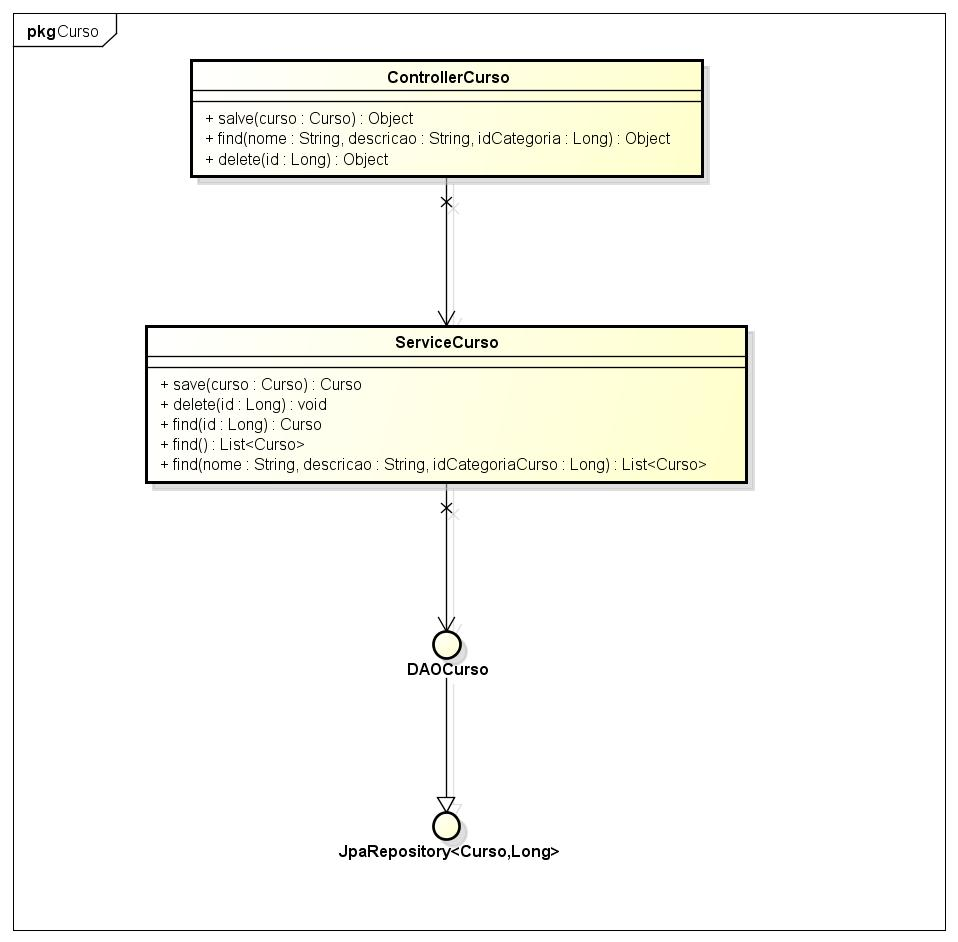 pkg Curso
ControllerCurso
+ salve(curso : Curso) : Object
+ find(nome : String, descricao : String, idCategoria : Long) : Object
+ delete(id : Long) : Object
ServiceCurso
+ save(curso : Curso) : Curso
+ delete(id : Long) : void
+ find(id : Long) : Curso
+ find() : List<Curso>
+ find(nome : String, descricao : String, idCategoriaCurso : Long) : List<Curso>
DAOCurso
JpaRepository<Curso,Long>